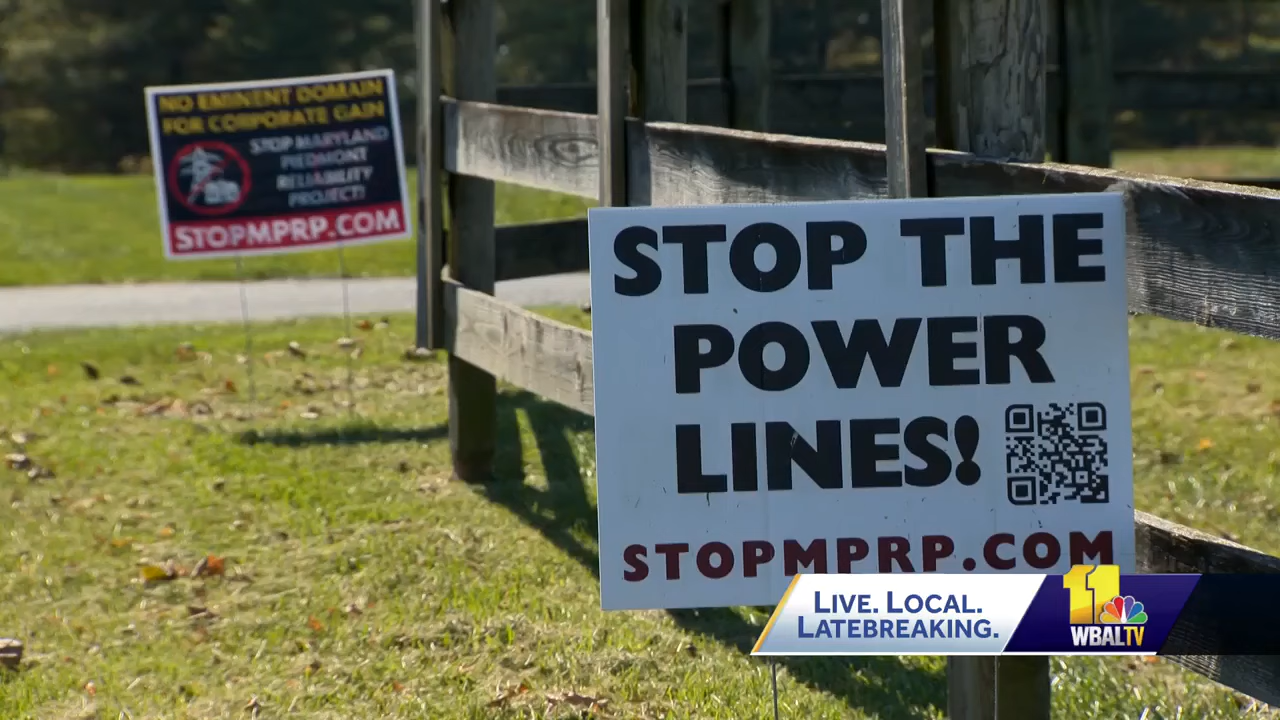 NO EMINENT DOMAIN
FOR CORPORATE GAIN
STOP MARYLAND
PIEDMONT
RELIABILITY
PROJECT!
STOPMPRP.COM
STOP THE
POWER
LINES!
STOPMPRP.COM
LIVE. LOCAL.
LATEBREAKING.
11
WBALTV